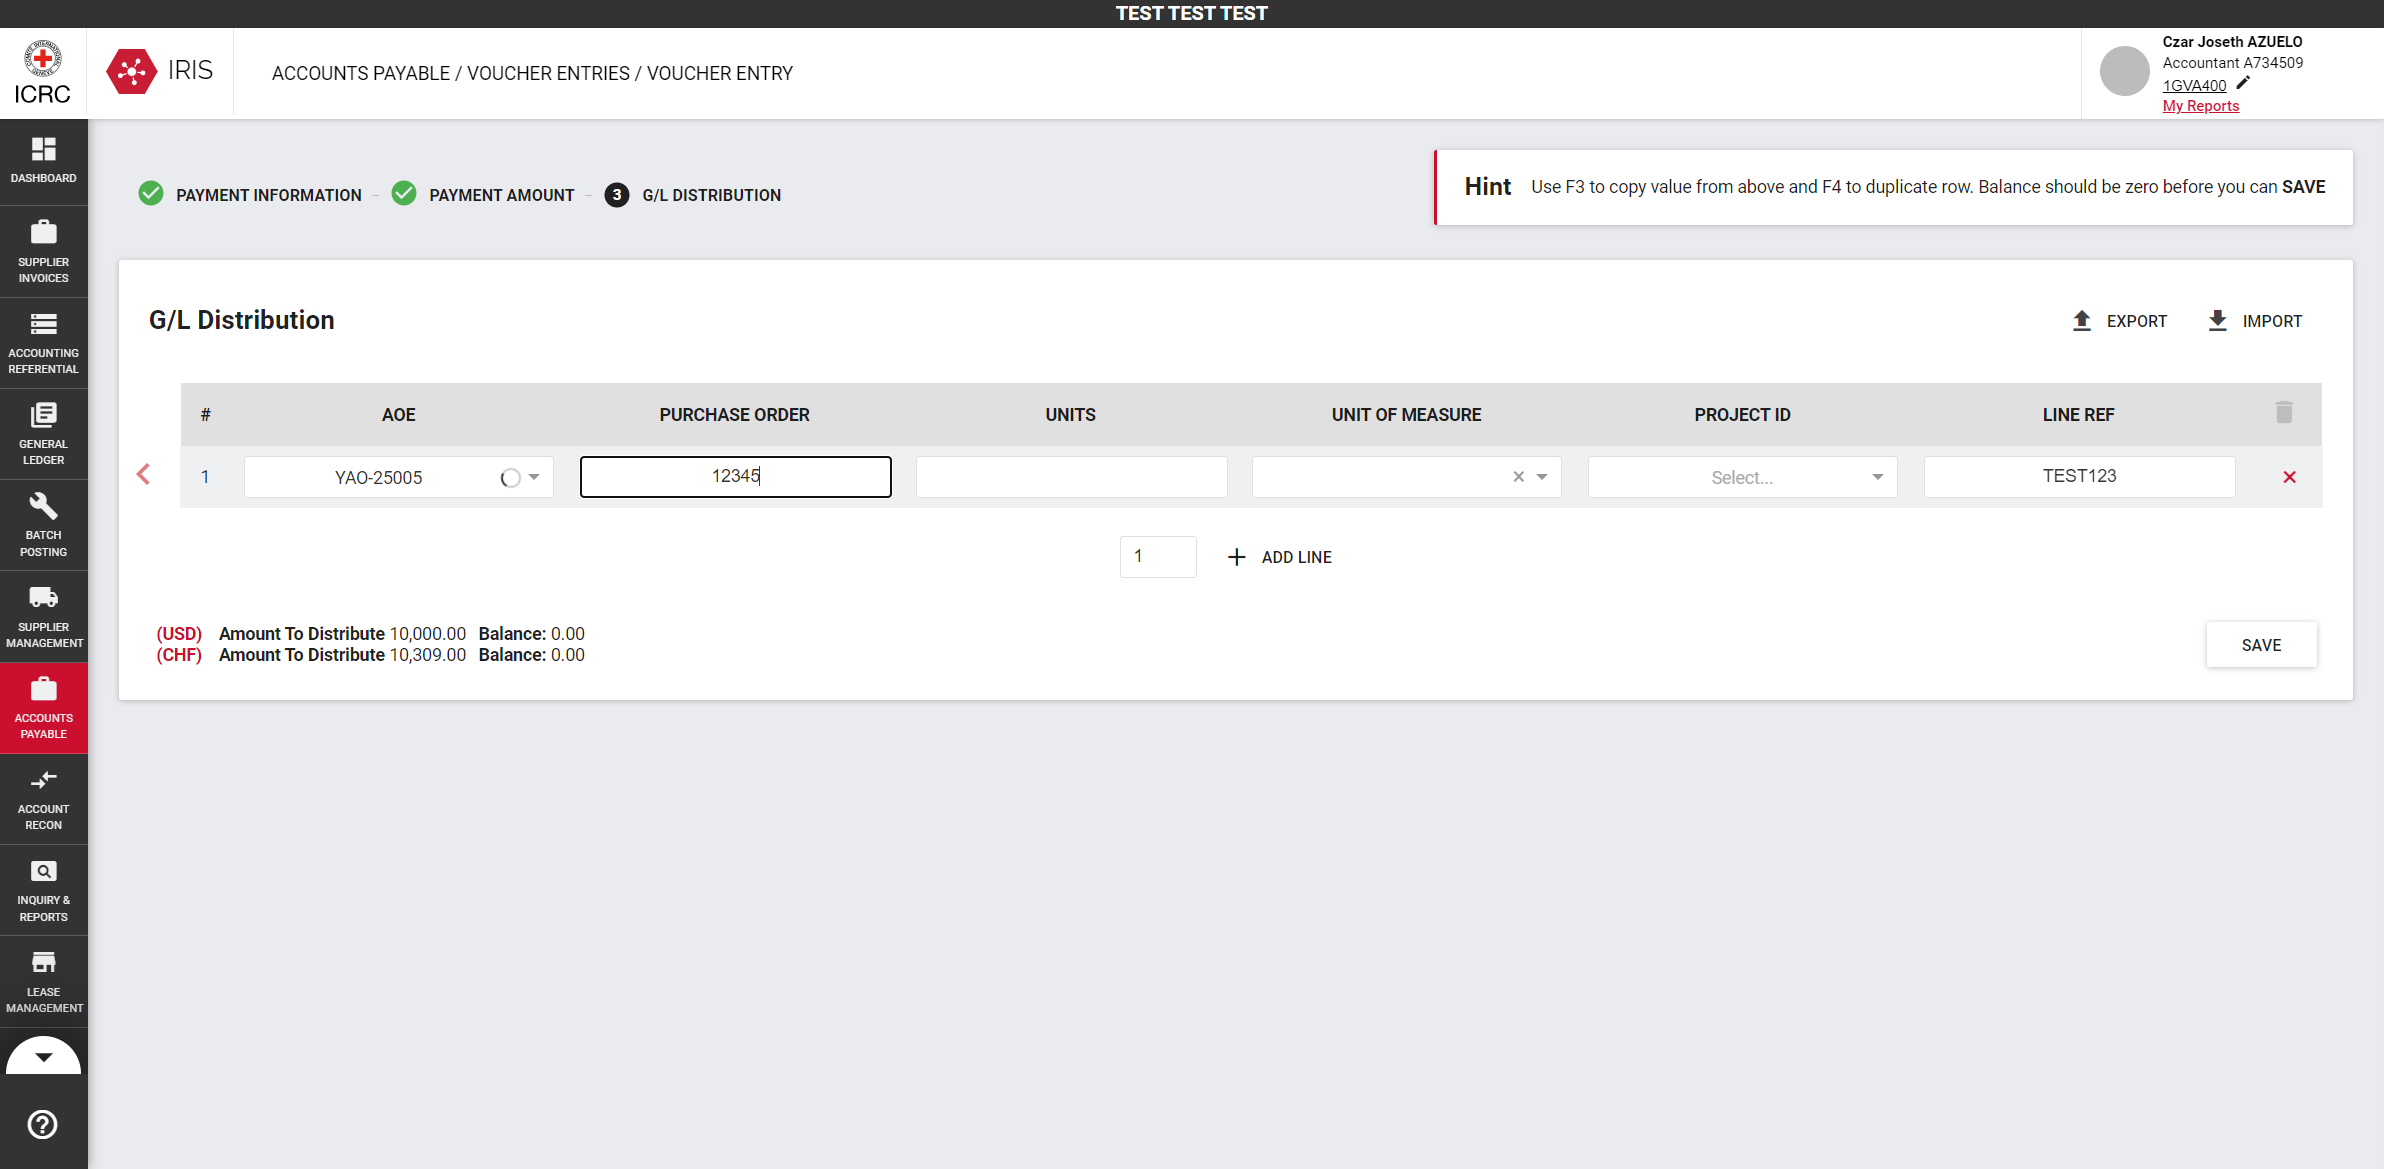 TEST TEST TEST
ICRC
IRIS
ACCOUNTS PAYABLE / VOUCHER ENTRIES / VOUCHER ENTRY
Czar Joseth AZUELO
Accountant A734509
1GVA400
My Reports
DASHBOARD
SUPPLIER
INVOICES
ACCOUNTING
REFERENTIAL
GENERAL
LEDGER
BATCH
POSTING
SUPPLIER
MANAGEMENT
ACCOUNTS
PAYABLE
ACCOUNT
RECON
INQUIRY &
REPORTS
LEASE
MANAGEMENT
PAYMENT INFORMATION – PAYMENT AMOUNT – 3 G/L DISTRIBUTION
Hint Use F3 to copy value from above and F4 to duplicate row. Balance should be zero before you can SAVE
G/L Distribution
EXPORT IMPORT
# AOE PURCHASE ORDER UNITS UNIT OF MEASURE PROJECT ID LINE REF
1 YAO-25005 12345 Select... TEST123
1 ADD LINE
(USD) Amount To Distribute 10,000.00 Balance: 0.00
(CHF) Amount To Distribute 10,309.00 Balance: 0.00
SAVE